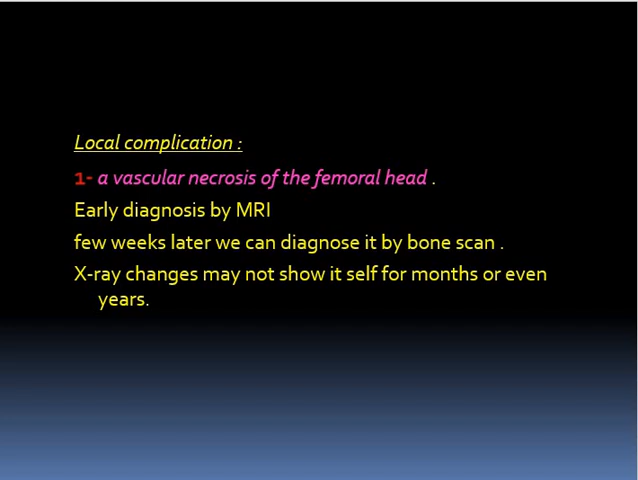 Local complication :
1- a vascular necrosis of the femoral head .
Early diagnosis by MRI
few weeks later we can diagnose it by bone scan .
X-ray changes may not show it self for months or even
years.